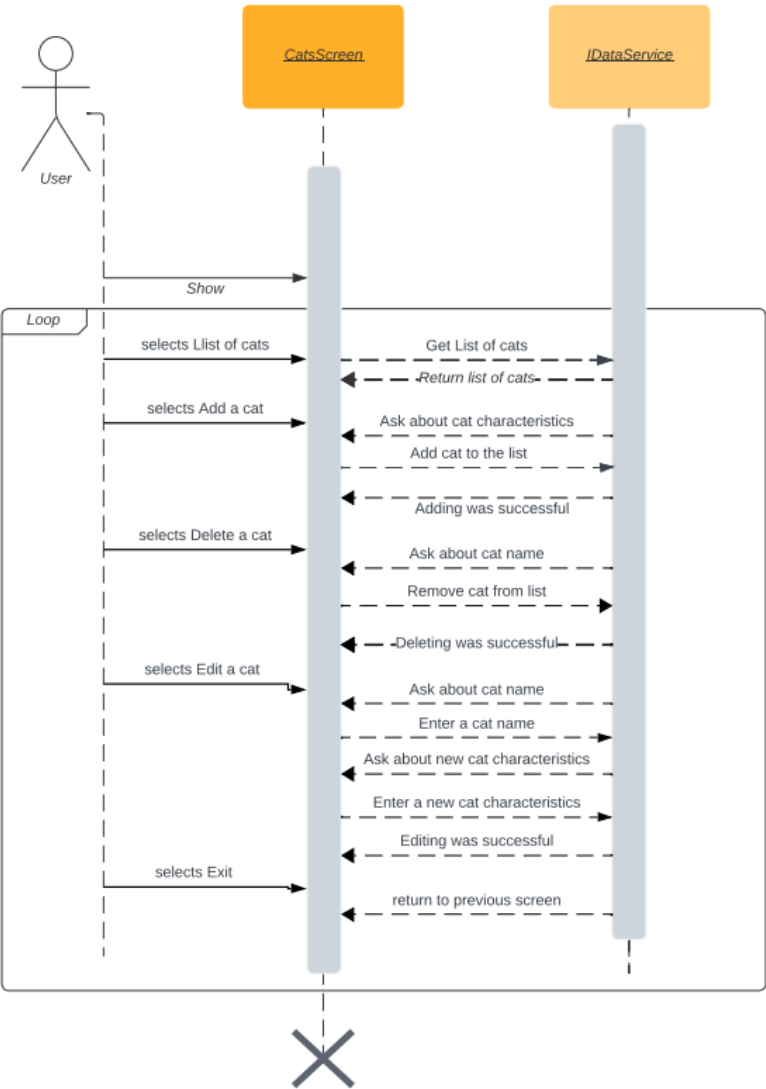 CatsScreen
IDataService
User
Show
Loop
selects Llist of cats
Get List of cats
Return list of cats
selects Add a cat
Ask about cat characteristics
Add cat to the list
Adding was successful
selects Delete a cat
Ask about cat name
Remove cat from list
Deleting was successful
selects Edit a cat
Ask about cat name
Enter a cat name
Ask about new cat characteristics
Enter a new cat characteristics
Editing was successful
selects Exit
return to previous screen